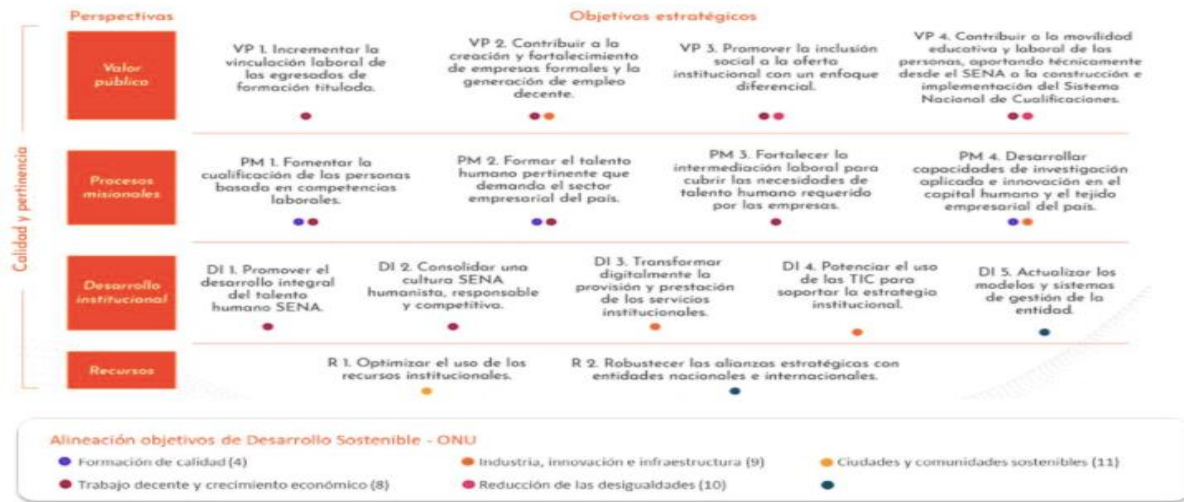 Perspectivas
Objetivos estratégicos
Calidad y pertinencia
Valor
público
VP 1. Incrementar la
vinculación laboral de
los egresados de
formación titulada.
VP 2. Contribuir a la
creación y fortalecimiento
de empresas formales y la
generación de empleo
decente.
VP 3. Promover la inclusión
social a la oferta
institucional con un enfoque
diferencial.
VP 4. Contribuir a la movilidad
educativa y laboral de las
personas, aportando técnicamente
desde el SENA a la construcción e
implementación del Sistema
Nacional de Cualificaciones.
Procesos
misionales
PM 1. Fomentar la
cualificación de las personas
basada en competencias
laborales.
PM 2. Formar el talento
humano pertinente que
demanda el sector
empresarial del país.
PM 3. Fortalecer la
intermediación laboral para
cubrir las necesidades de
talento humano requerido
por las empresas.
PM 4. Desarrollar
capacidades de investigación
aplicada e innovación en el
capital humano y el tejido
empresarial del país.
Desarrollo
institucional
DI 1. Promover el
desarrollo integral
del talento
humano SENA.
DI 2. Consolidar una
cultura SENA
humanista, responsable
y competitiva.
DI 3. Transformar
digitalmente la
provisión y prestación
de los servicios
institucionales.
DI 4. Potenciar el uso
de las TIC para
soportar la estrategia
institucional.
DI 5. Actualizar los
modelos y sistemas
de gestión de la
entidad.
Recursos
R 1. Optimizar el uso de los
recursos institucionales.
R 2. Robustecer las alianzas estratégicas con
entidades nacionales e internacionales.
Alineación objetivos de Desarrollo Sostenible - ONU
Formación de calidad (4)
Industria, innovación e infraestructura (9)
Ciudades y comunidades sostenibles (11)
Trabajo decente y crecimiento económico (8)
Reducción de las desigualdades (10)